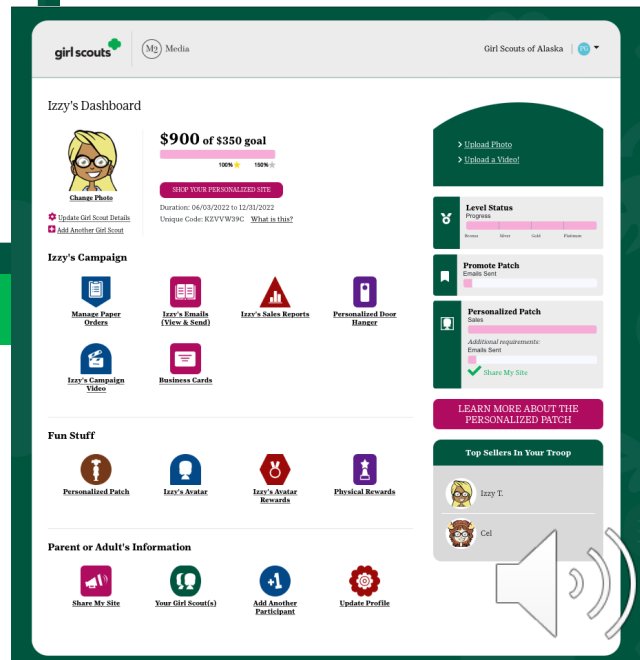 girl scouts
M2 Media
Girl Scouts of Alaska | PG
Izzy's Dashboard
Change Photo
Update Girl Scout Details
Add Another Girl Scout
$900 of $350 goal
100% 150%
SHOP YOUR PERSONALIZED SITE
Duration: 06/03/2022 to 12/31/2022
Unique Code: KZVVW39C What is this?
> Upload Photo
> Upload a Video!
Level Status
Progress
Bronze Silver Gold Platinum
Promote Patch
Emails Sent
Personalized Patch
Sales
Additional requirements:
Emails Sent
Share My Site
LEARN MORE ABOUT THE
PERSONALIZED PATCH
Top Sellers In Your Troop
Izzy T.
Cel
Izzy's Campaign
Manage Paper
Orders
Izzy's Emails
(View & Send)
Izzy's Sales Reports
Personalized Door
Hanger
Izzy's Campaign
Video
Business Cards
Fun Stuff
Personalized Patch
Izzy's Avatar
Izzy's Avatar
Rewards
Physical Rewards
Parent or Adult's Information
Share My Site
Your Girl Scout(s)
+1
Add Another
Participant
Update Profile